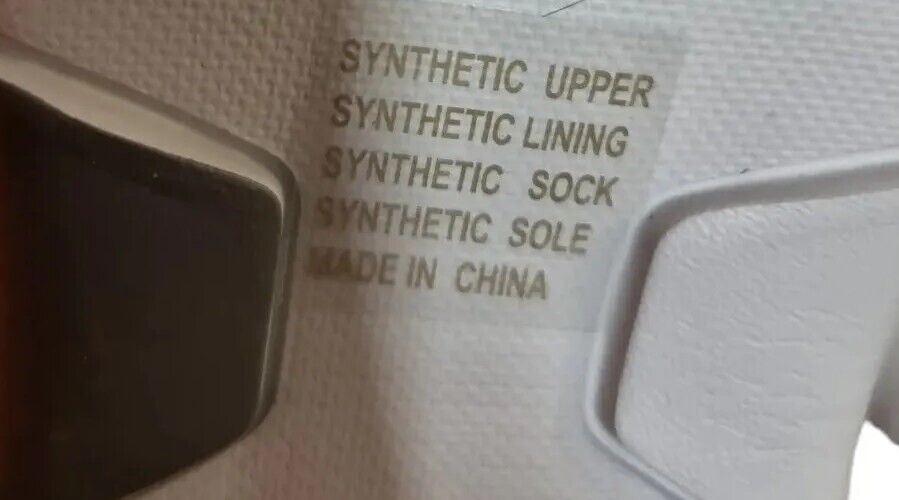 SYNTHETIC UPPER
SYNTHETIC LINING
SYNTHETIC SOCK
SYNTHETIC SOLE
MADE IN CHINA